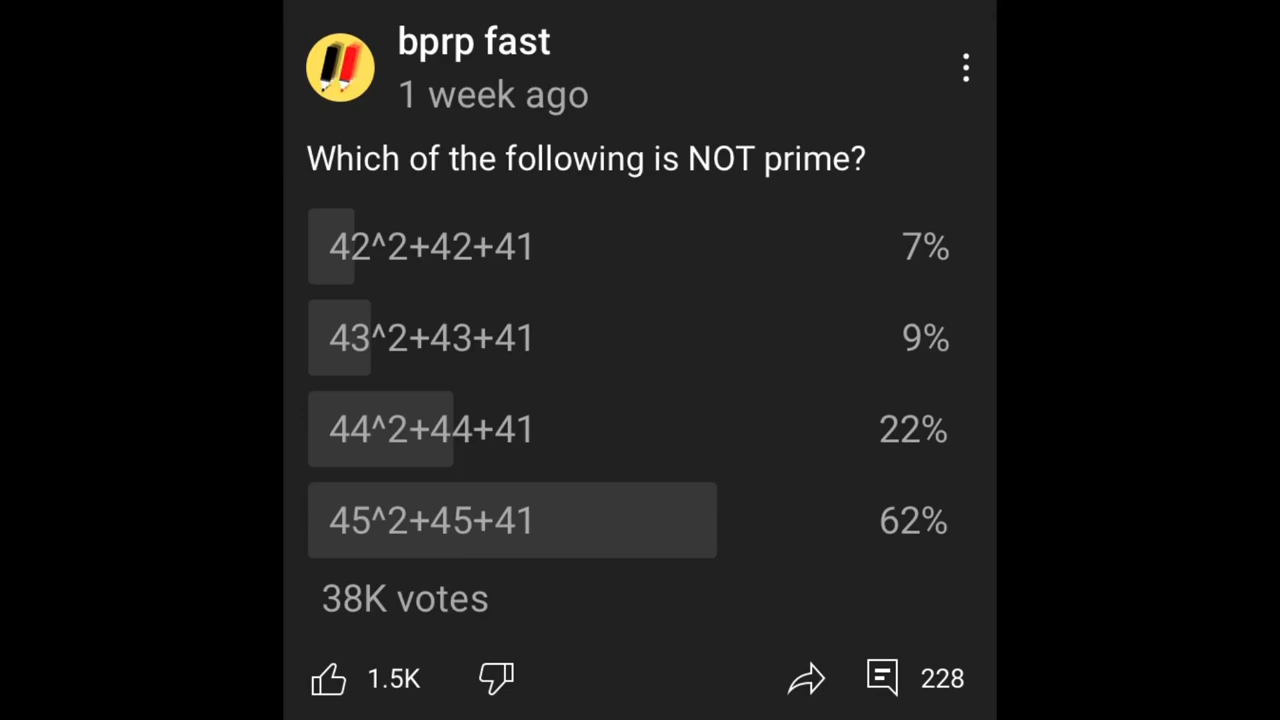 bprp fast
1 week ago
Which of the following is NOT prime?
42^2+42+41 7%
43^2+43+41 9%
44^2+44+41 22%
45^2+45+41 62%
38K votes
1.5K 228